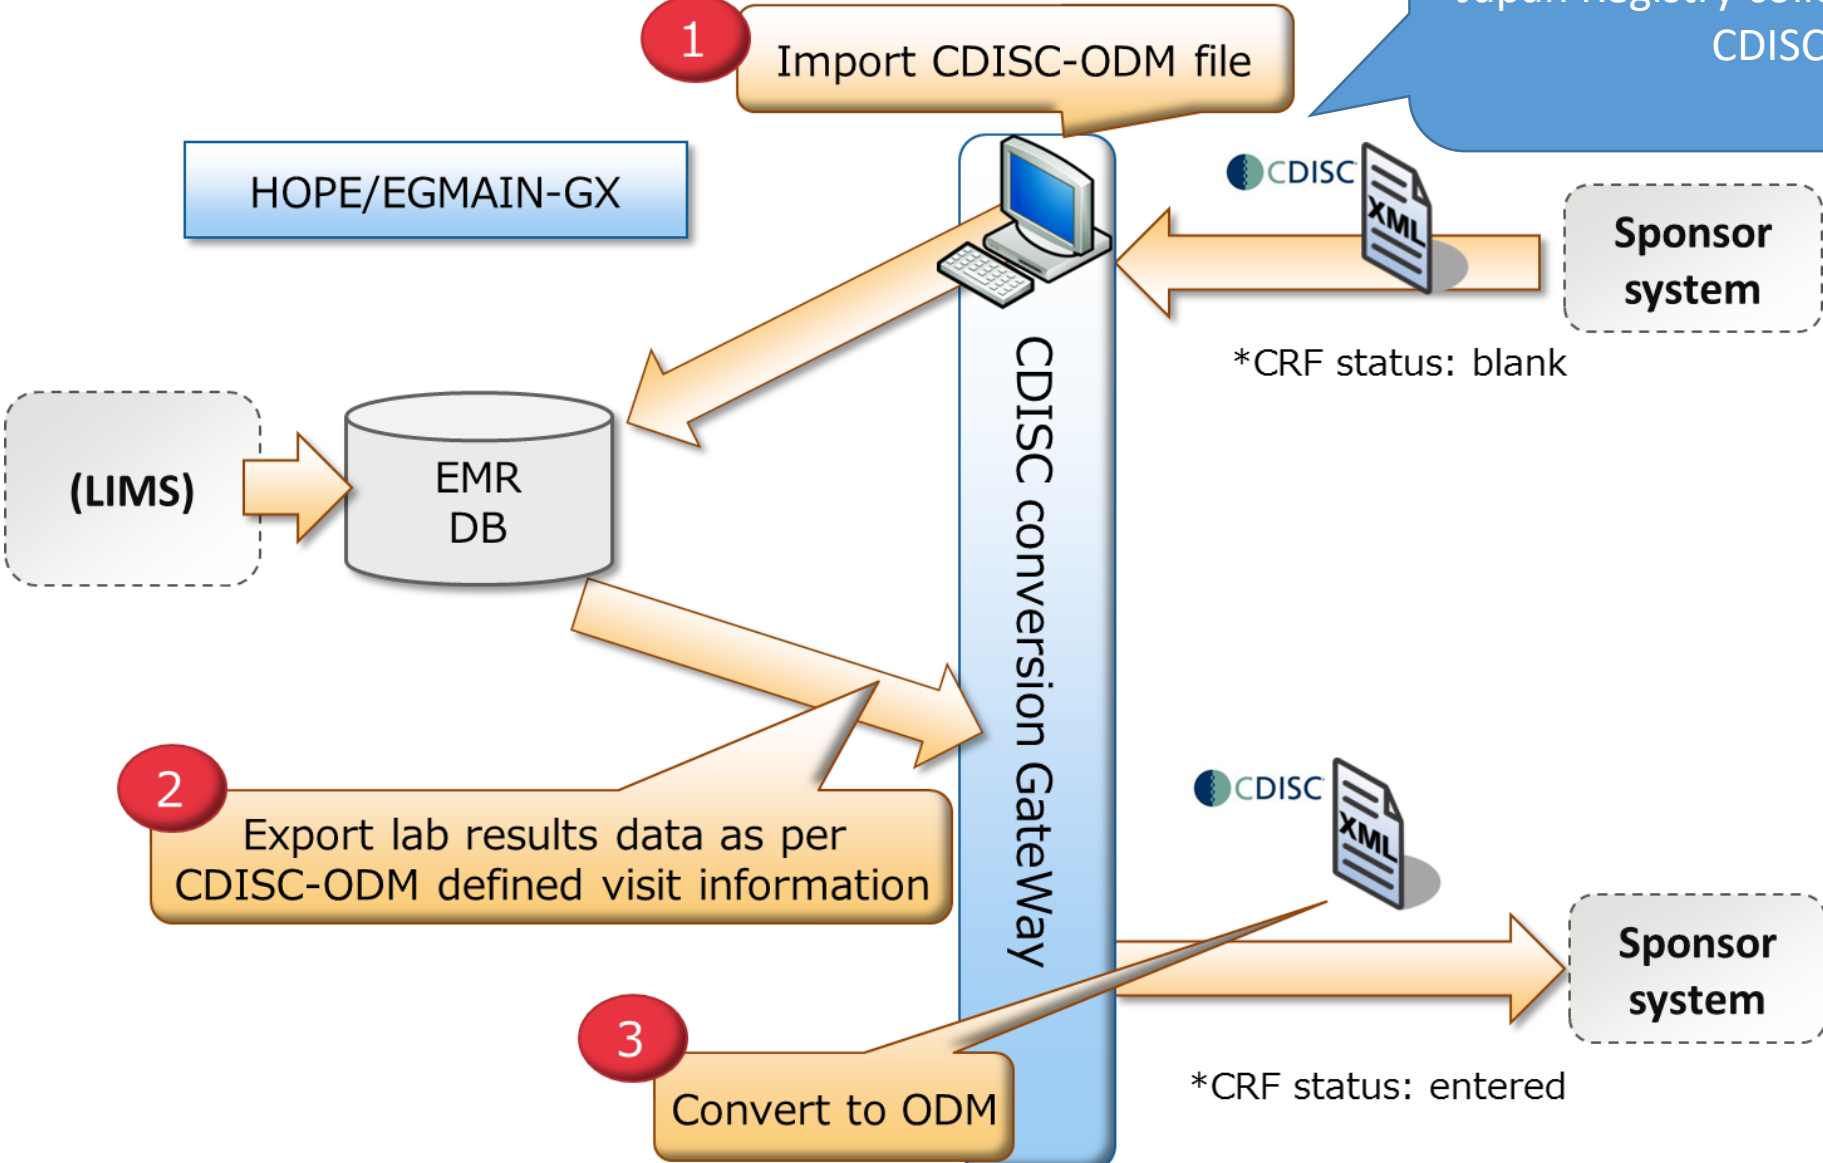 1
Import CDISC-ODM file
Japan Registry
CDISC
HOPE/EGMAIN-GX
CDISC
XML
Sponsor
system
*CRF status: blank
(LIMS)
EMR
DB
CDISC conversion GateWay
2
Export lab results data as per
CDISC-ODM defined visit information
CDISC
XML
Sponsor
system
3
Convert to ODM
*CRF status: entered